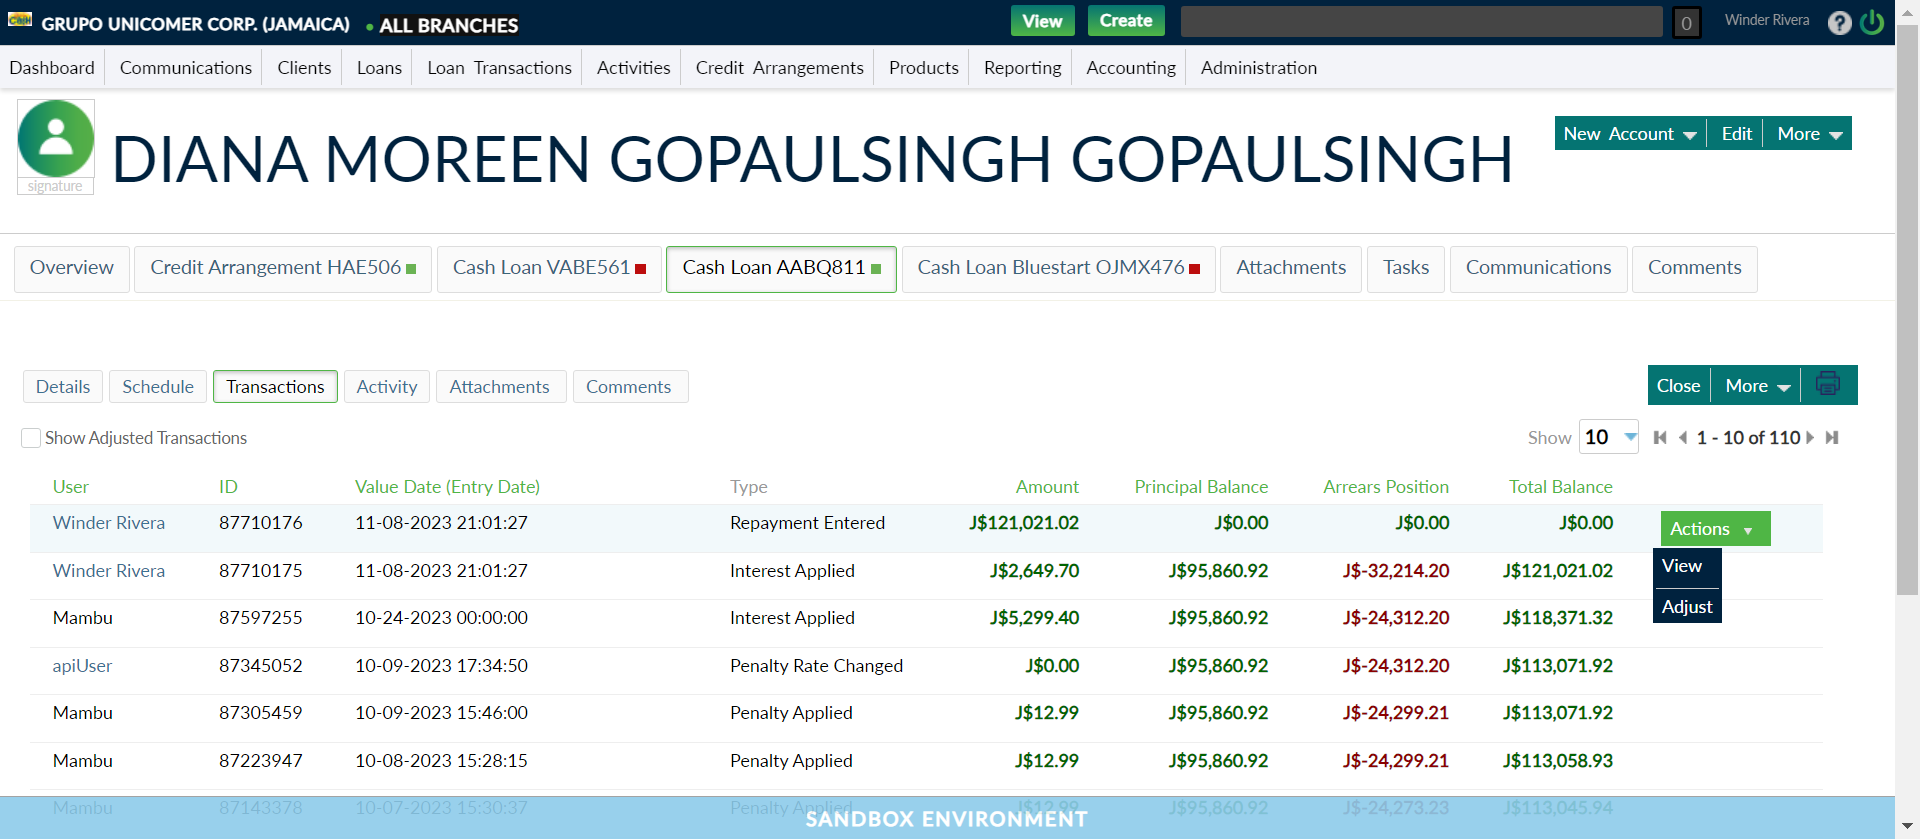 GRUPO UNICOMER CORP. (JAMAICA) • ALL BRANCHES View Create 0 Winder Rivera ?
Dashboard Communications Clients Loans Loan Transactions Activities Credit Arrangements Products Reporting Accounting Administration
signature
DIANA MOREEN GOPAULSINGH GOPAULSINGH
New Account Edit More
Overview Credit Arrangement HAE506 Cash Loan VABE561 Cash Loan AABQ811 Cash Loan Bluestart OJMX476 Attachments Tasks Communications Comments
Details Schedule Transactions Activity Attachments Comments Close More
Show Adjusted Transactions Show 10 1 - 10 of 110
User ID Value Date (Entry Date) Type Amount Principal Balance Arrears Position Total Balance
Winder Rivera 87710176 11-08-2023 21:01:27 Repayment Entered J$121,021.02 J$0.00 J$0.00 J$0.00 Actions
Winder Rivera 87710175 11-08-2023 21:01:27 Interest Applied J$2,649.70 J$95,860.92 J$-32,214.20 J$121,021.02 View
Mambu 87597255 10-24-2023 00:00:00 Interest Applied J$5,299.40 J$95,860.92 J$-24,312.20 J$118,371.32 Adjust
apiUser 87345052 10-09-2023 17:34:50 Penalty Rate Changed J$0.00 J$95,860.92 J$-24,312.20 J$113,071.92
Mambu 87305459 10-09-2023 15:46:00 Penalty Applied J$12.99 J$95,860.92 J$-24,299.21 J$113,071.92
Mambu 87223947 10-08-2023 15:28:15 Penalty Applied J$12.99 J$95,860.92 J$-24,299.21 J$113,058.93
Mambu 87143378 10-07-2023 15:30:37 Penalty Applied J$12.99 J$95,860.92 J$-24,273.23 J$113,045.94
SANDBOX ENVIRONMENT